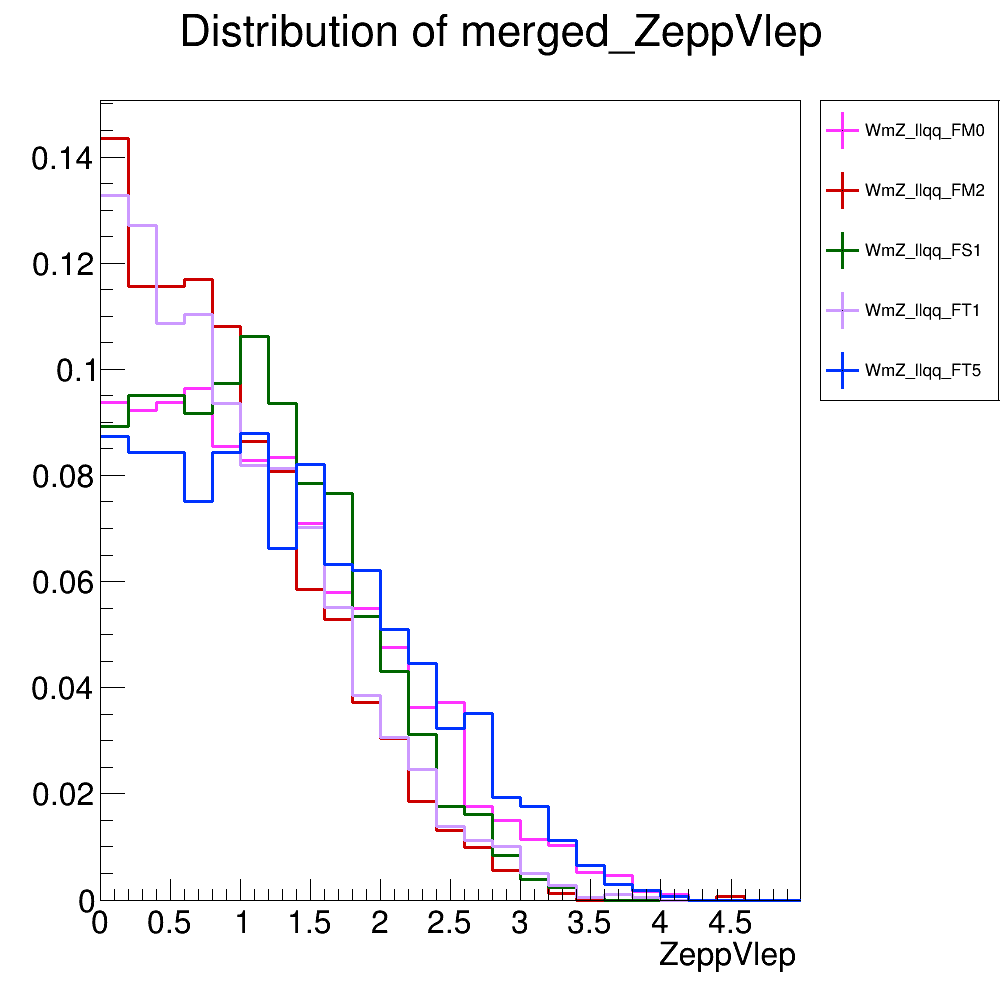 Distribution of merged_ZeppVlep
WmZ_llqq_FM0
WmZ_llqq_FM2
WmZ_llqq_FS1
WmZ_llqq_FT1
WmZ_llqq_FT5
0.14
0.12
0.1
0.08
0.06
0.04
0.02
0
0 0.5 1 1.5 2 2.5 3 3.5 4 4.5
ZeppVlep